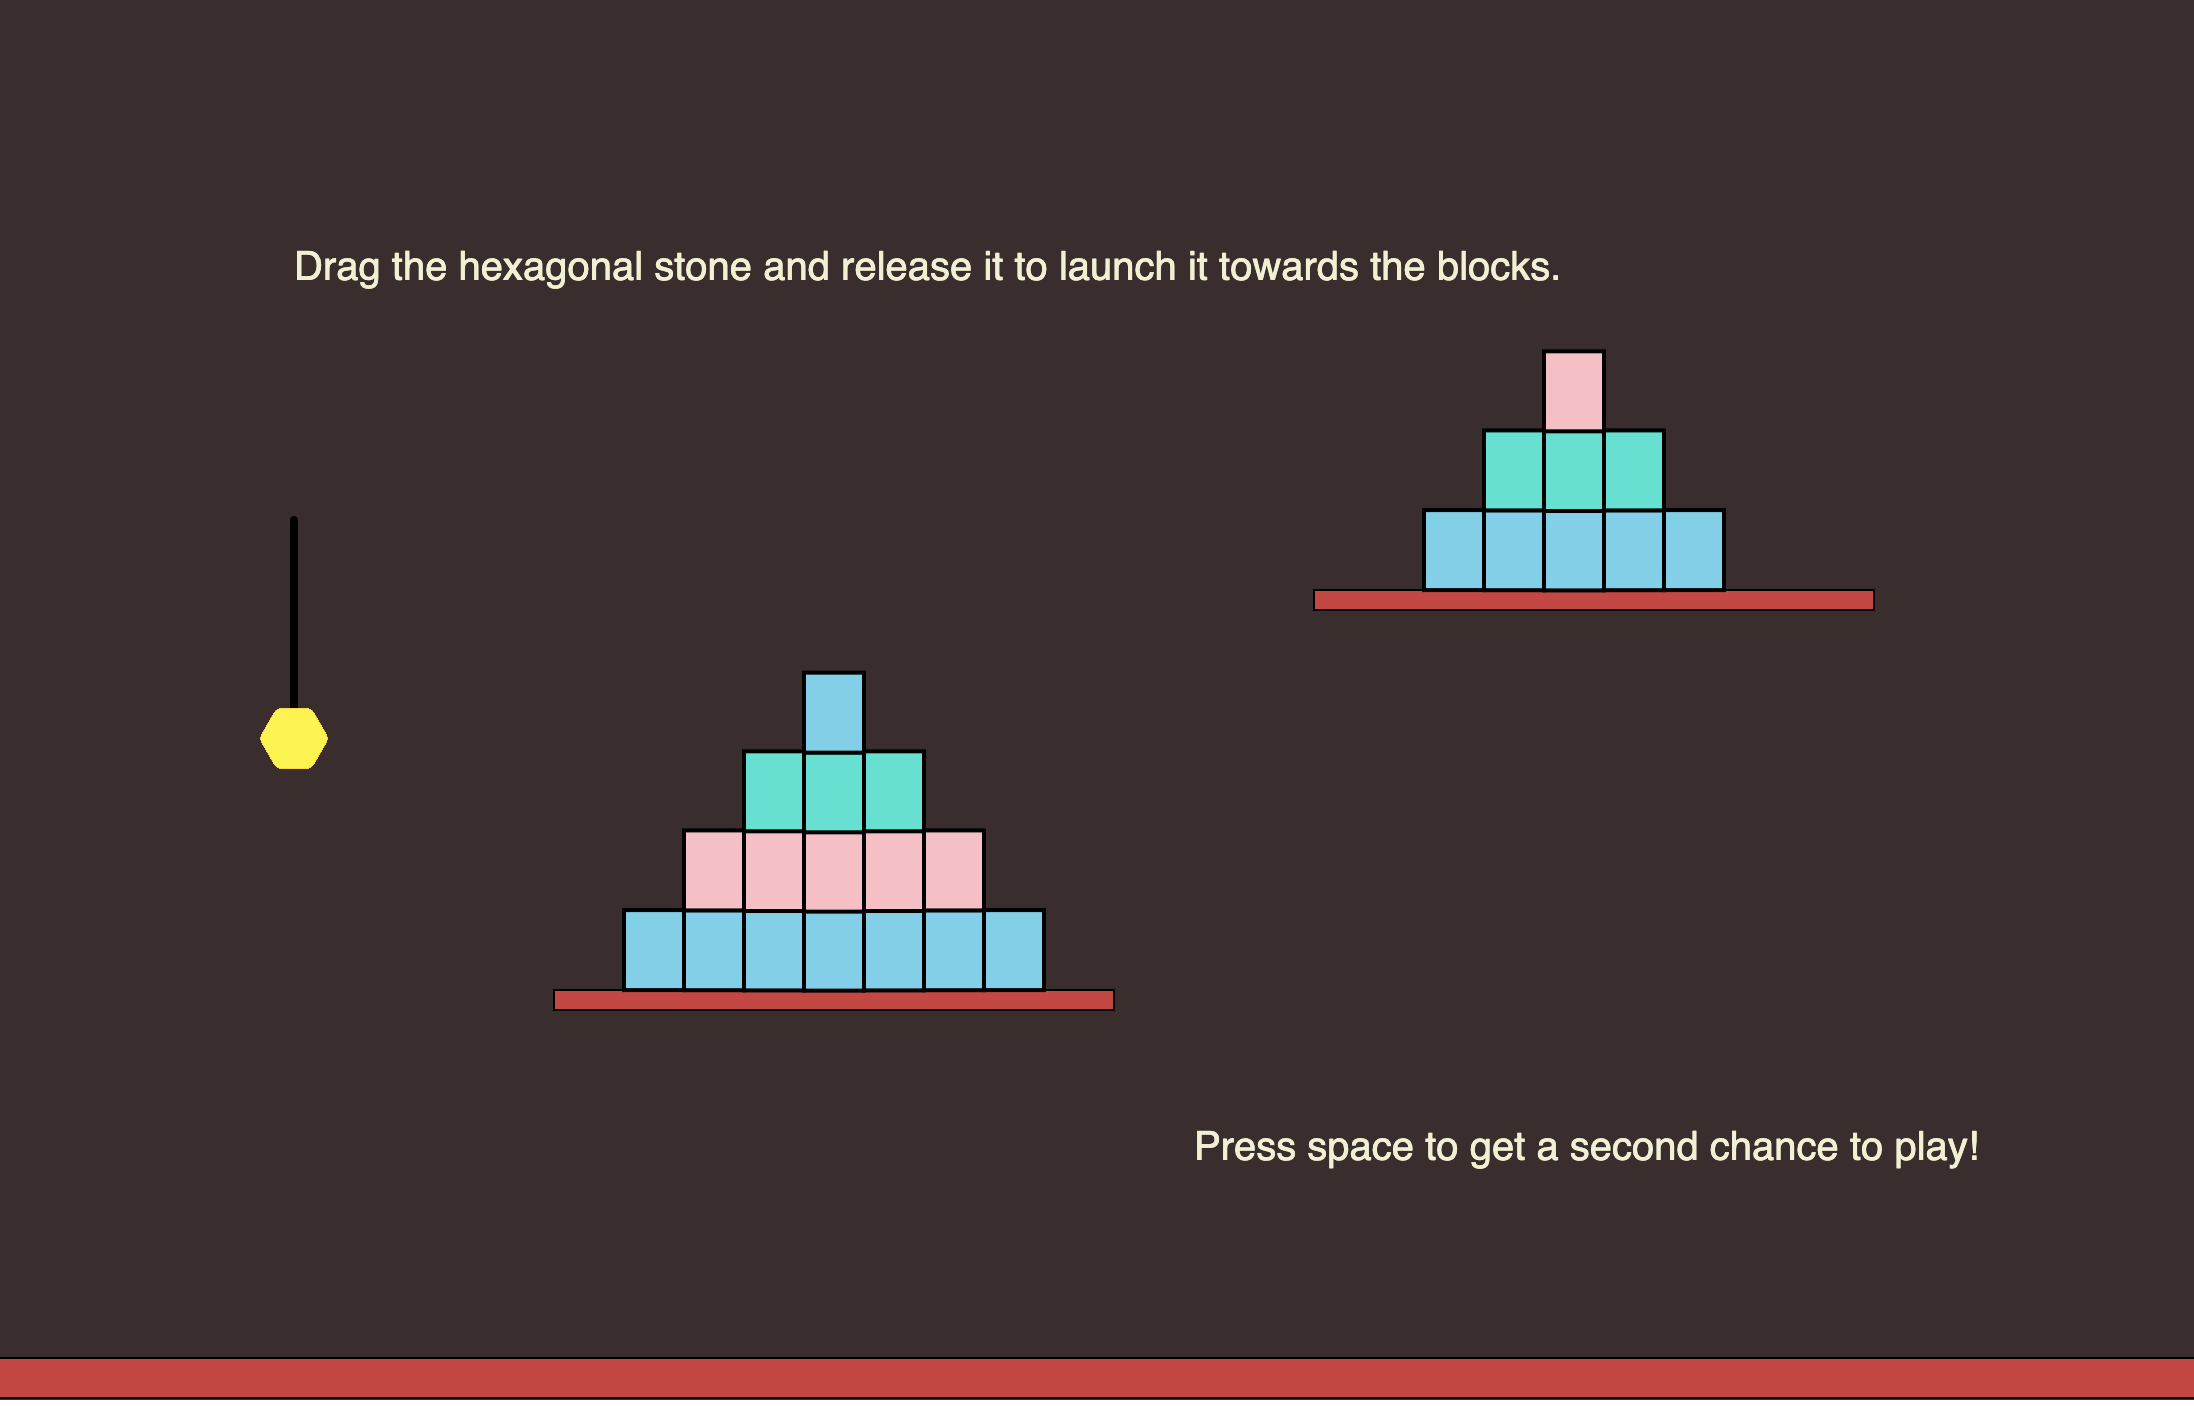 Drag the hexagonal stone and release it to launch it towards the blocks.
Press space to get a second chance to play!